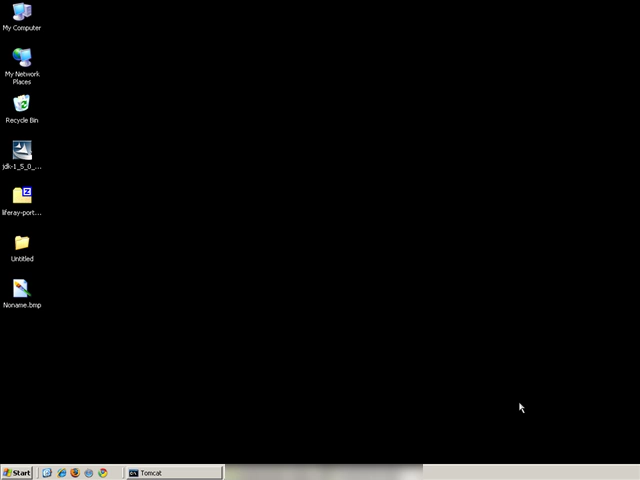 My Computer
My Network
Places
Recycle Bin
jdk-1_5_0_...
liferay-port...
Untitled
Noname.bmp
Start
Tomcat